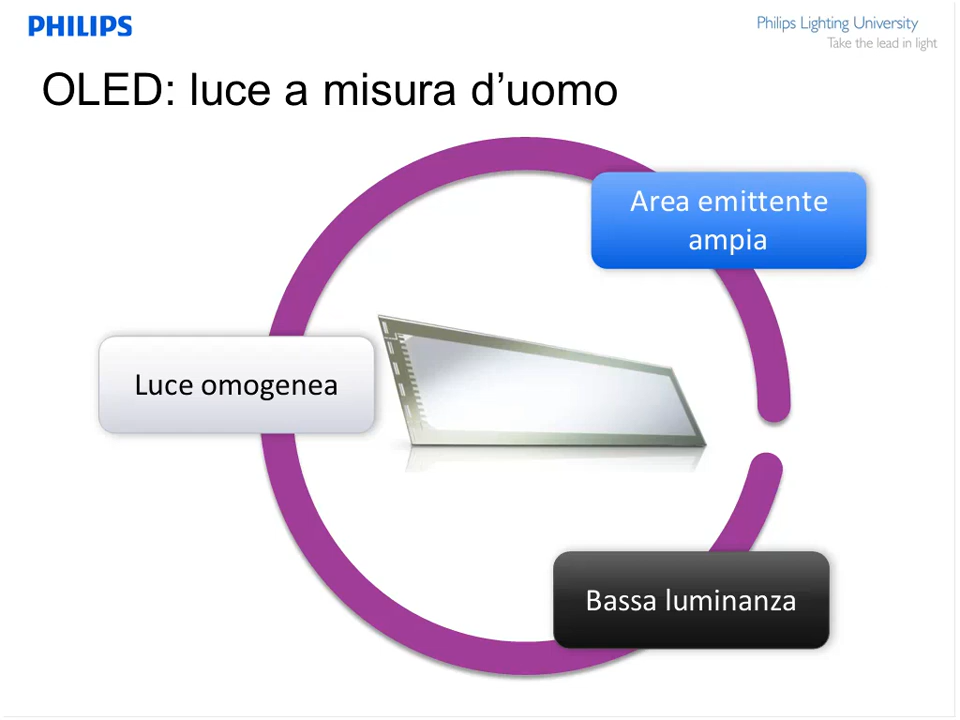 PHILIPS
Philips Lighting University
Take the lead in light
OLED: luce a misura d’uomo
Area emittente
ampia
Luce omogenea
Bassa luminanza